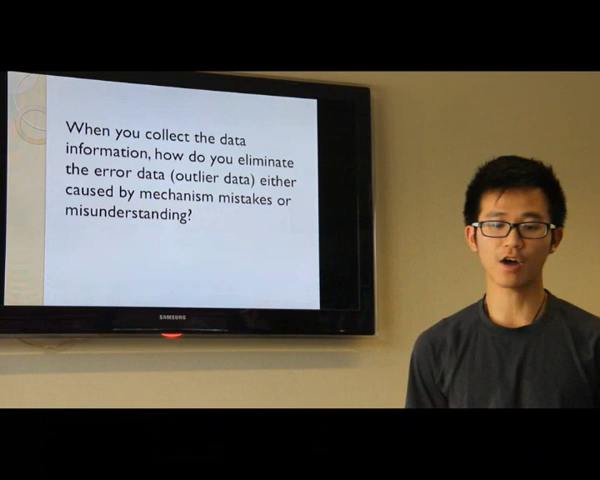 When you collect the data
information, how do you eliminate
the error data (outlier data) either
caused by mechanism mistakes or
misunderstanding?
SAMSUNG